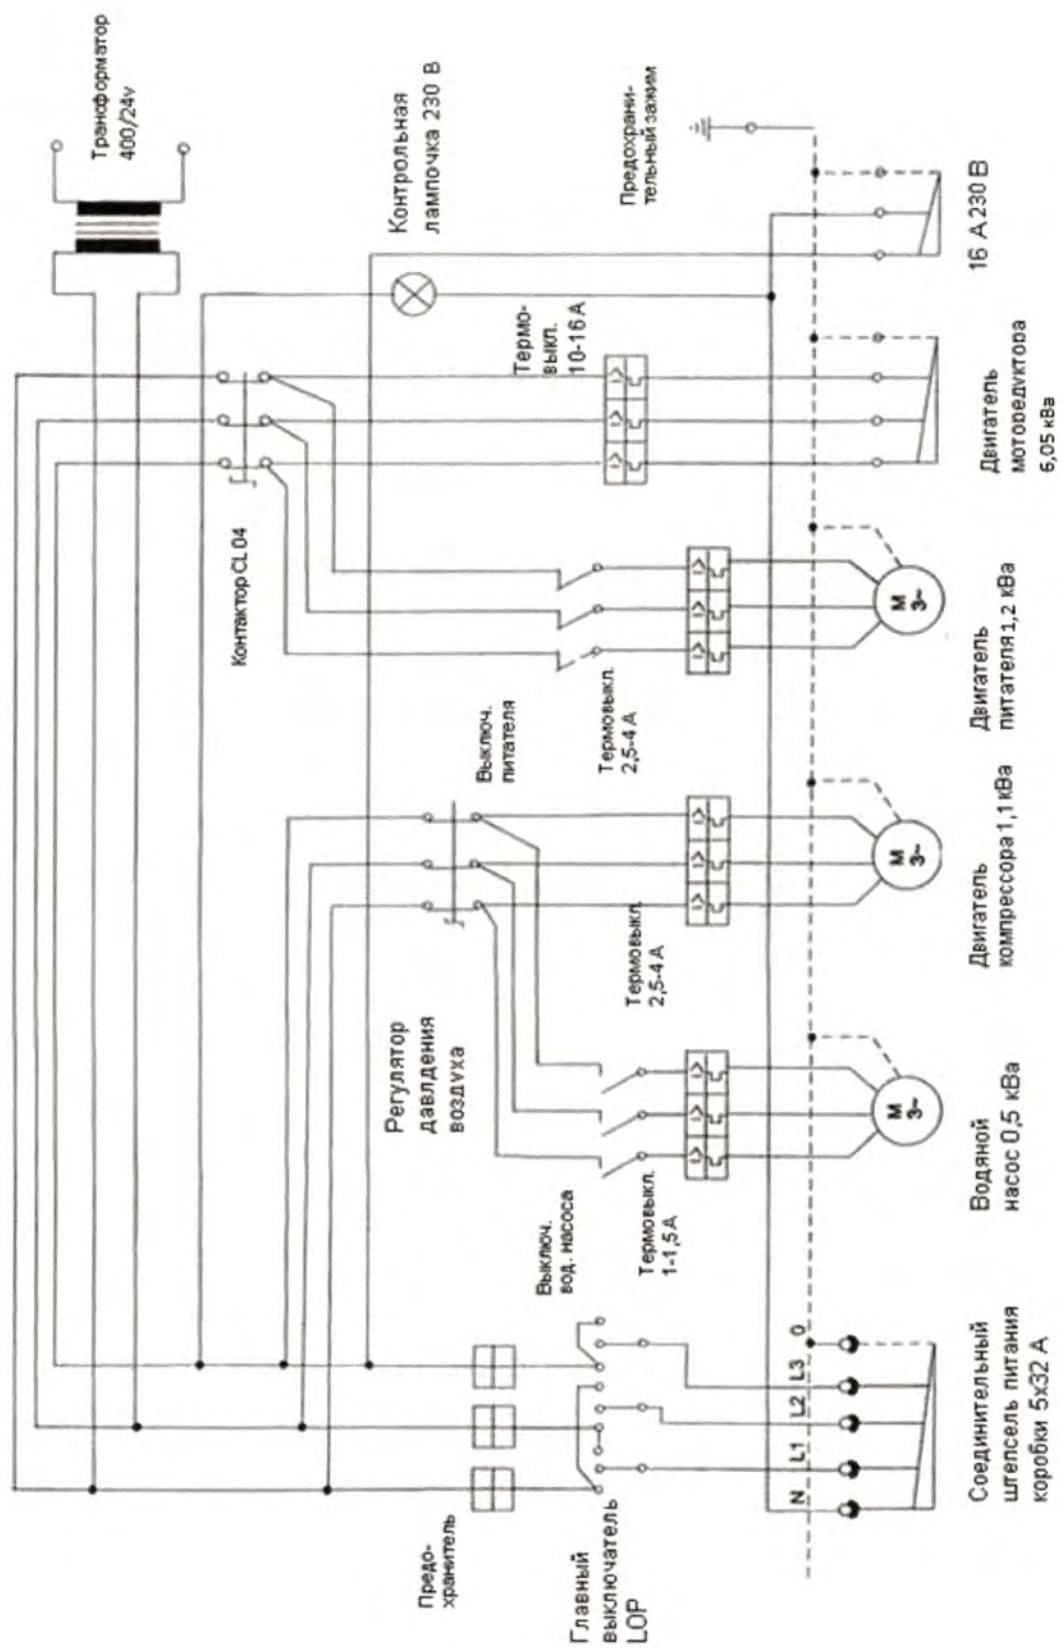 Трансформатор
400/24v
Контрольная
лампочка 230 В
Предохрани-
тельный зажим
Контактор CL 04
Термо-
выкл.
10-16 А
Выключ.
питателя
Термовыкл.
2,5-4 А
Регулятор
давлдения
воздуха
Термовыкл.
2,5-4 А
Выключ.
вод. насоса
Термовыкл.
1-1,5 А
Предо-
хранитель
Главный
выключатель
LOP
N
L1
L2
L3
0
M
3~
M
3~
M
3~
Соединительный
штепсель питания
коробки 5х32 А
Водяной
насос 0,5 кВа
Двигатель
компрессора 1,1 кВа
Двигатель
питателя 1,2 кВа
Двигатель
моторедуктора
6,05 кВа
16 А 230 В